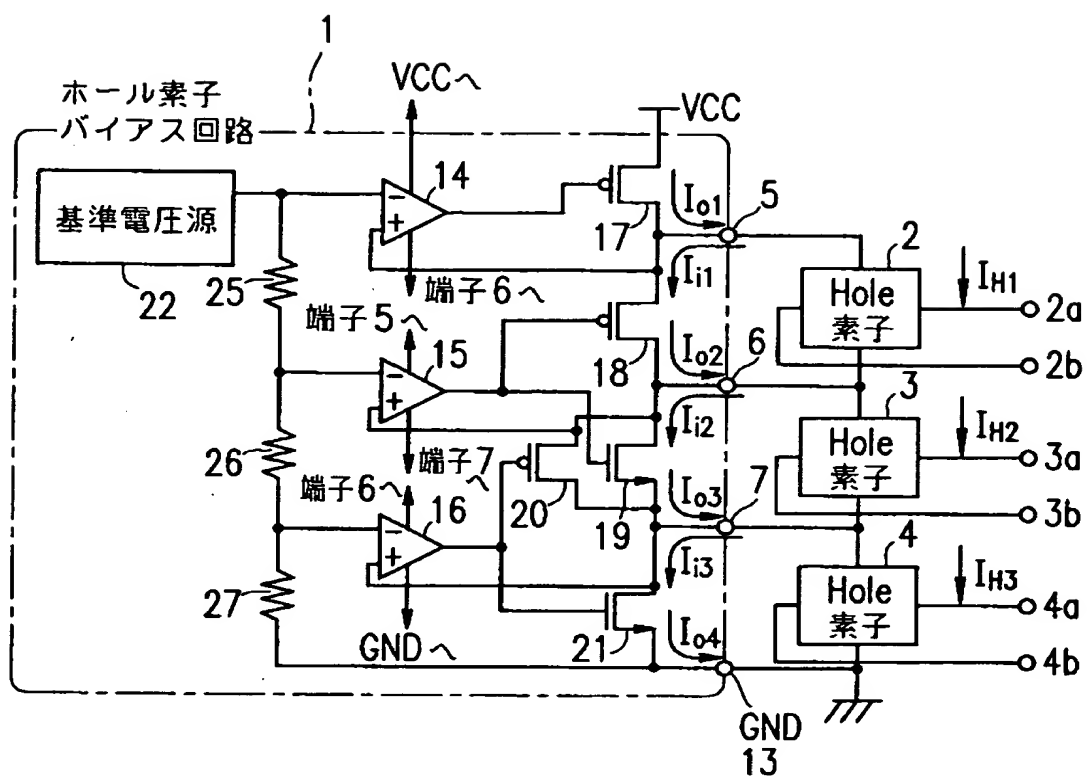 1
VCCへ
ホール素子
バイアス回路
VCC
14
基準電圧源
17
Io1
5
2
22
25
端子6へ
Ii1
Hole
素子
IH1
2a
端子5へ
15
18
Io2
6
2b
3
26
端子7
へ
Ii2
Hole
素子
IH2
3a
端子6へ
16
20
19
Io3
7
3b
4
27
Ii3
Hole
素子
IH3
4a
GNDへ
21
Io4
4b
GND
13
-
+
-
+
-
+